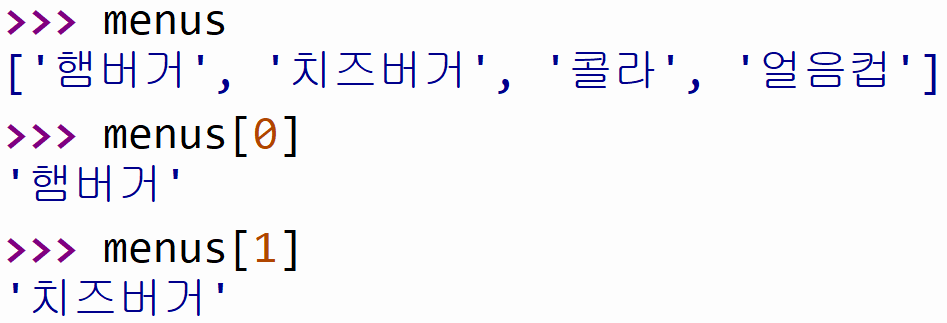 >>> menus
['햄버거', '치즈버거', '콜라', '얼음컵']
>>> menus[0]
'햄버거'
>>> menus[1]
'치즈버거'